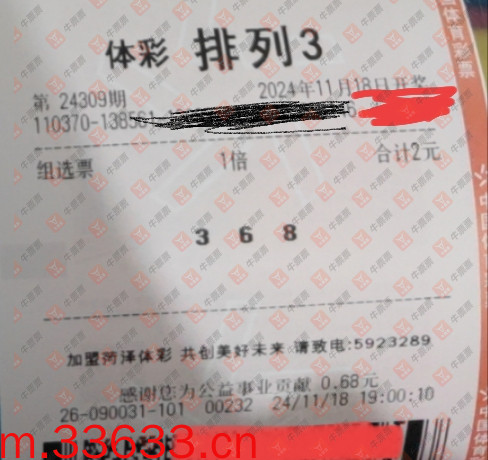 体彩 排列3
第 24309期 2024年11月18日开奖
110370-138561
组选票 1倍 合计2元
3 6 8
加盟菏泽体彩 共创美好未来 请致电:5923289
感谢您为公益事业贡献 0.68元
26-090031-101 00232 24/11/18 19:00:10
m.33633.cn